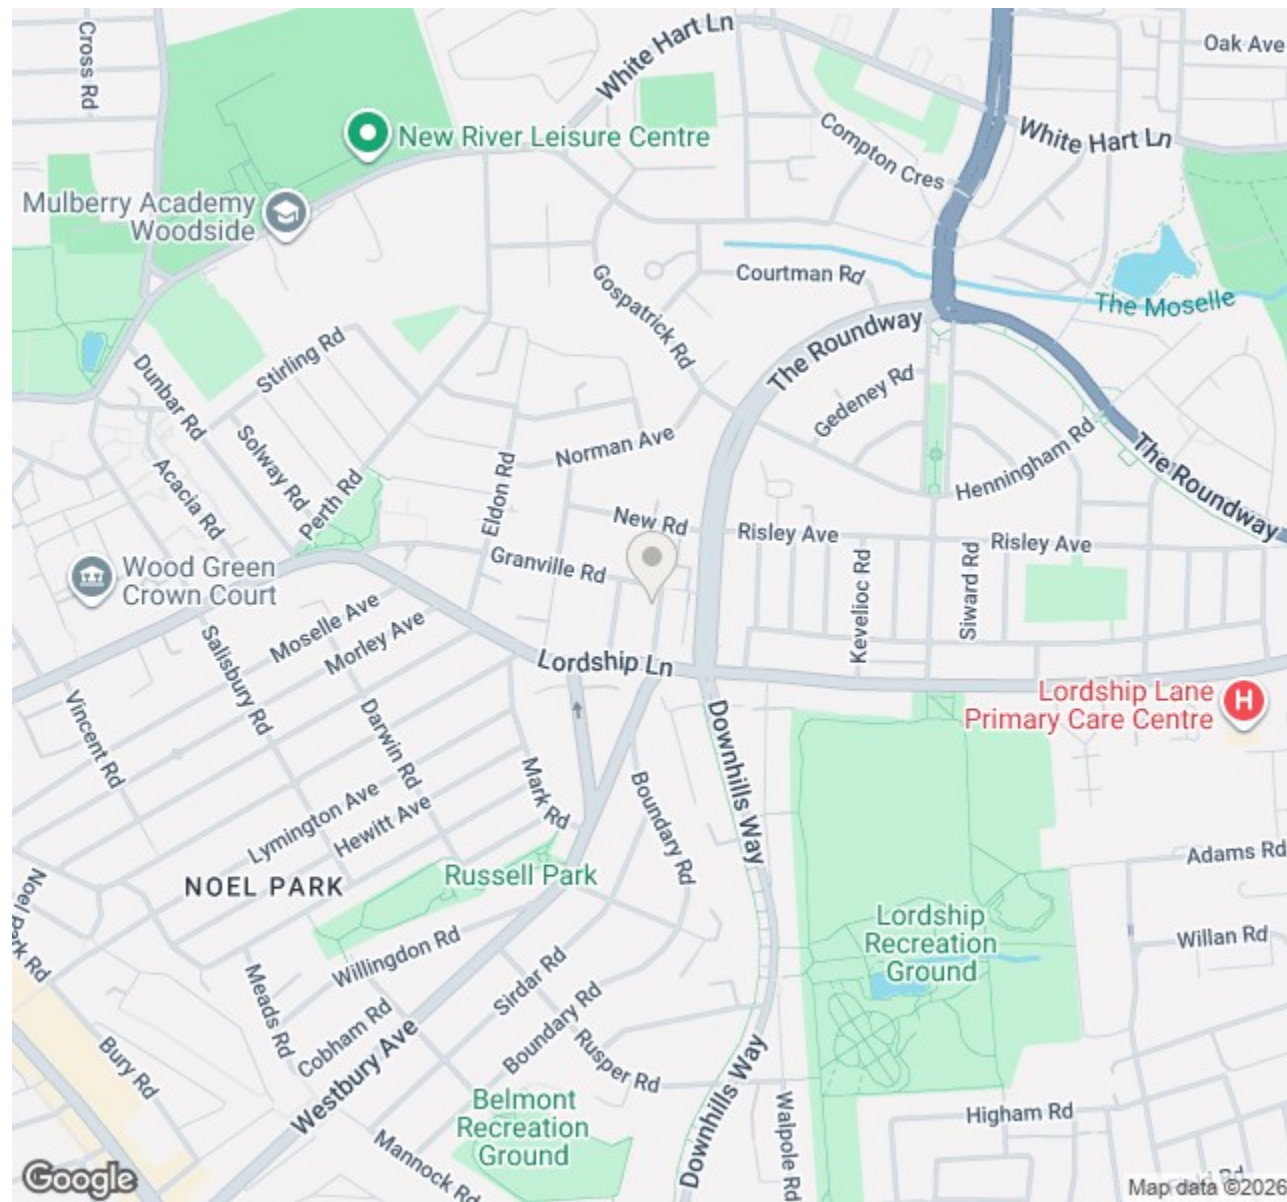 Cross Rd
White Hart Ln
Oak Ave
New River Leisure Centre
Compton Cres
White Hart Ln
Mulberry Academy
Woodside
Courtman Rd
The Moselle
Gospatrick Rd
The Roundway
Stirling Rd
Dunbar Rd
Gedeney Rd
Solway Rd
Norman Ave
Henningham Rd
The Roundway
Acacia Rd
Perth Rd
Eldon Rd
New Rd
Risley Ave
Risley Ave
Granville Rd
Wood Green
Crown Court
Kevelioc Rd
Siward Rd
Moselle Ave
Morley Ave
Salisbury Rd
Lordship Ln
Lordship Lane
Primary Care Centre
H
Vincent Rd
Darwin Rd
Downhills Way
Mark Rd
Boundary Rd
Lymington Ave
Hewitt Ave
Adams Rd
NOEL PARK
Russell Park
Noel Park Rd
Lordship
Recreation
Ground
Willan Rd
Willingdon Rd
Meads Rd
Sirdar Rd
Cobham Rd
Boundary Rd
Rusper Rd
Bury Rd
Westbury Ave
Downhills Way
Walpole Rd
Belmont
Recreation
Ground
Higham Rd
Mannock Rd
Google
Rd
Map data ©2026